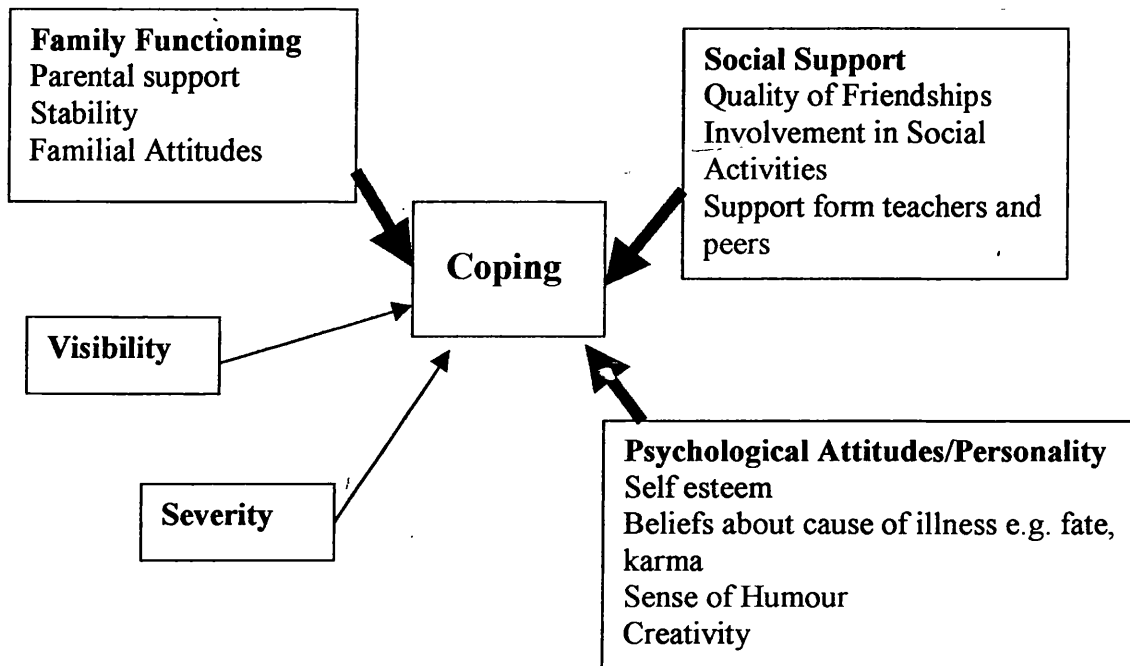 Family Functioning
Parental support
Stability
Familial Attitudes
Social Support
Quality of Friendships
Involvement in Social
Activities
Support form teachers and
peers
Coping
Visibility
Severity
Psychological Attitudes/Personality
Self esteem
Beliefs about cause of illness e.g. fate,
karma
Sense of Humour
Creativity